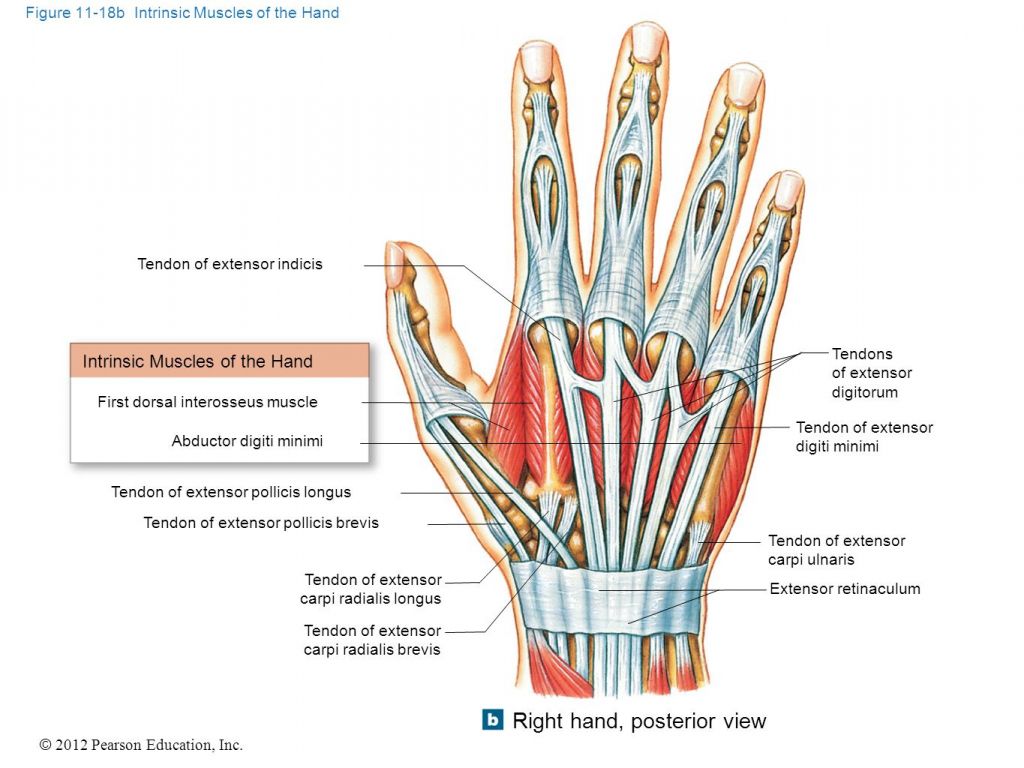 Figure 11-18b  Intrinsic Muscles of the Hand
Tendon of extensor indicis
Intrinsic Muscles of the Hand
First dorsal interosseus muscle
Abductor digiti minimi
Tendon of extensor pollicis longus
Tendon of extensor pollicis brevis
Tendon of extensor
carpi radialis longus
Tendon of extensor
carpi radialis brevis
Tendons
of extensor
digitorum
Tendon of extensor
digiti minimi
Tendon of extensor
carpi ulnaris
Extensor retinaculum
b Right hand, posterior view
© 2012 Pearson Education, Inc.